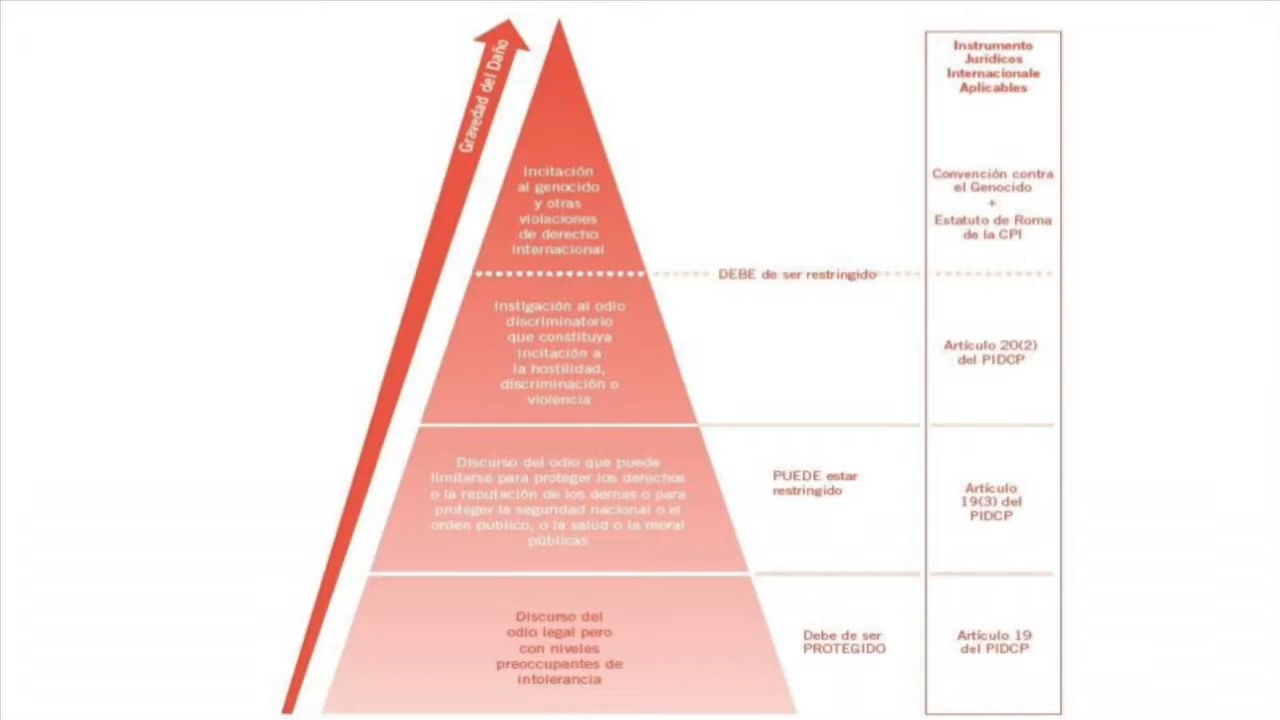 Gravedad del Daño
Instrumento
Jurídicos
Internacionale
Aplicables
Incitación
al genocido
y otras
violaciones
de derecho
internacional
Convención contra
el Genocido
+
Estatuto de Roma
de la CPI
DEBE de ser restringido
Instigación al odio
discriminatorio
que constituya
incitación a
la hostilidad,
discriminación o
violencia
Artículo 20(2)
del PIDCP
Discurso del odio que puede
limitarse para proteger los derechos
o la reputación de los demas o para
proteger la seguridad nacional o el
orden publico, o la salud o la moral
públicas
PUEDE estar
restringido
Artículo
19(3) del
PIDCP
Discurso del
odio legal pero
con niveles
preoccupantes de
intolerancia
Debe de ser
PROTEGIDO
Artículo 19
del PIDCP